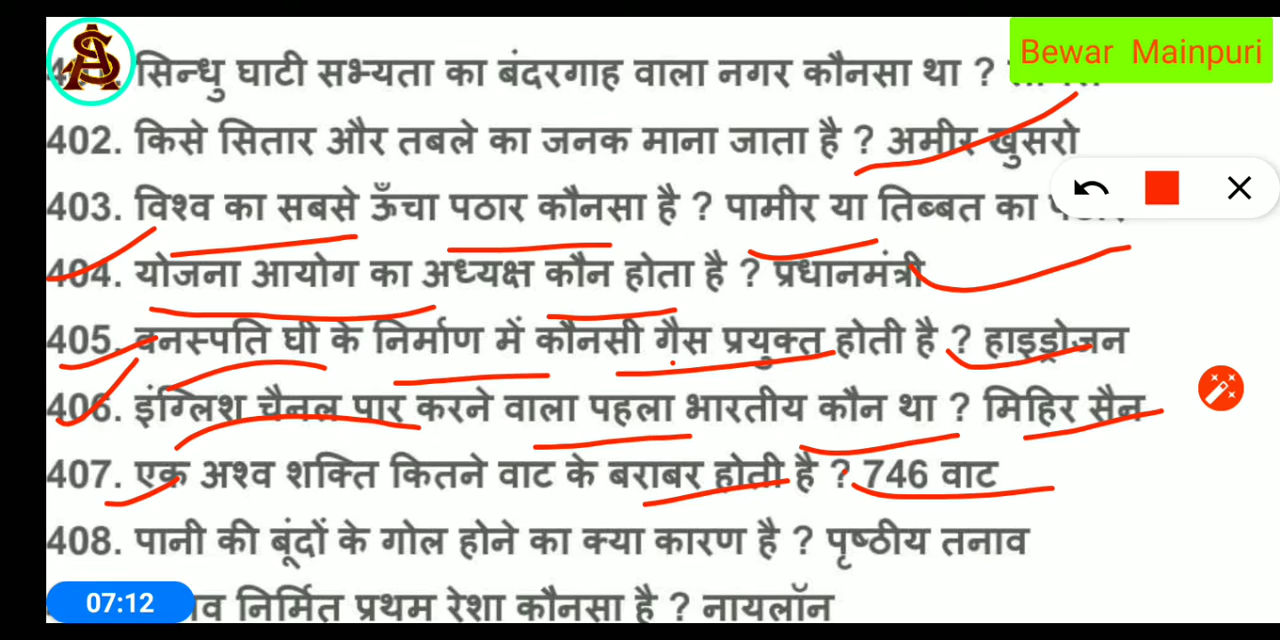 सिन्धु घाटी सभ्यता का बंदरगाह वाला नगर कौनसा था ?
Bewar Mainpuri
402. किसे सितार और तबले का जनक माना जाता है ? अमीर खुसरो
403. विश्व का सबसे ऊँचा पठार कौनसा है ? पामीर या तिब्बत का
404. योजना आयोग का अध्यक्ष कौन होता है ? प्रधानमंत्री
405. वनस्पति घी के निर्माण में कौनसी गैस प्रयुक्त होती है ? हाइड्रोजन
406. इंग्लिश चैनल पार करने वाला पहला भारतीय कौन था ? मिहिर सैन
407. एक अश्व शक्ति कितने वाट के बराबर होती है ? 746 वाट
408. पानी की बूंदों के गोल होने का क्या कारण है ? पृष्ठीय तनाव
07:12 निर्मित प्रथम रेशा कौनसा है ? नायलॉन